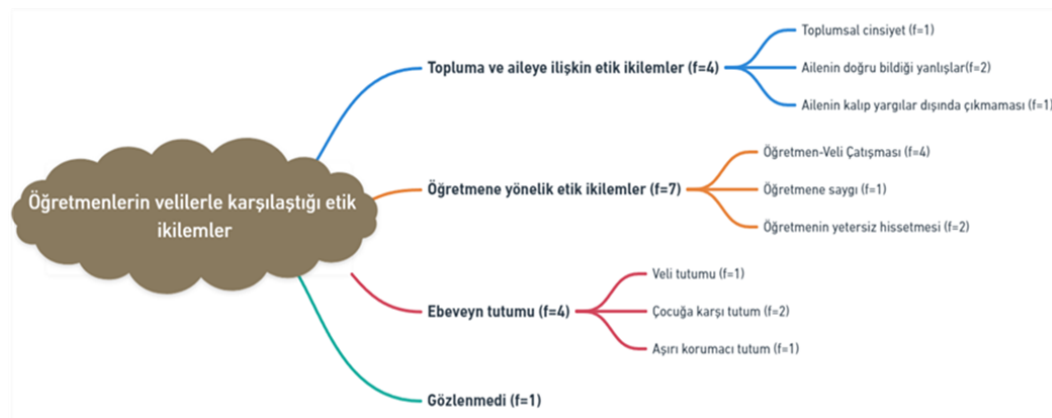 Öğretmenlerin velilerle karşılaştığı etik
ikilemler
Topluma ve aileye ilişkin etik ikilemler (f=4)
Toplumsal cinsiyet (f=1)
Ailenin doğru bildiği yanlışlar(f=2)
Ailenin kalıp yargılar dışında çıkmaması (f=1)
Öğretmene yönelik etik ikilemler (f=7)
Öğretmen-Veli Çatışması (f=4)
Öğretmene saygı (f=1)
Öğretmenin yetersiz hissetmesi (f=2)
Ebeveyn tutumu (f=4)
Veli tutumu (f=1)
Çocuğa karşı tutum (f=2)
Aşırı korumacı tutum (f=1)
Gözlenmedi (f=1)